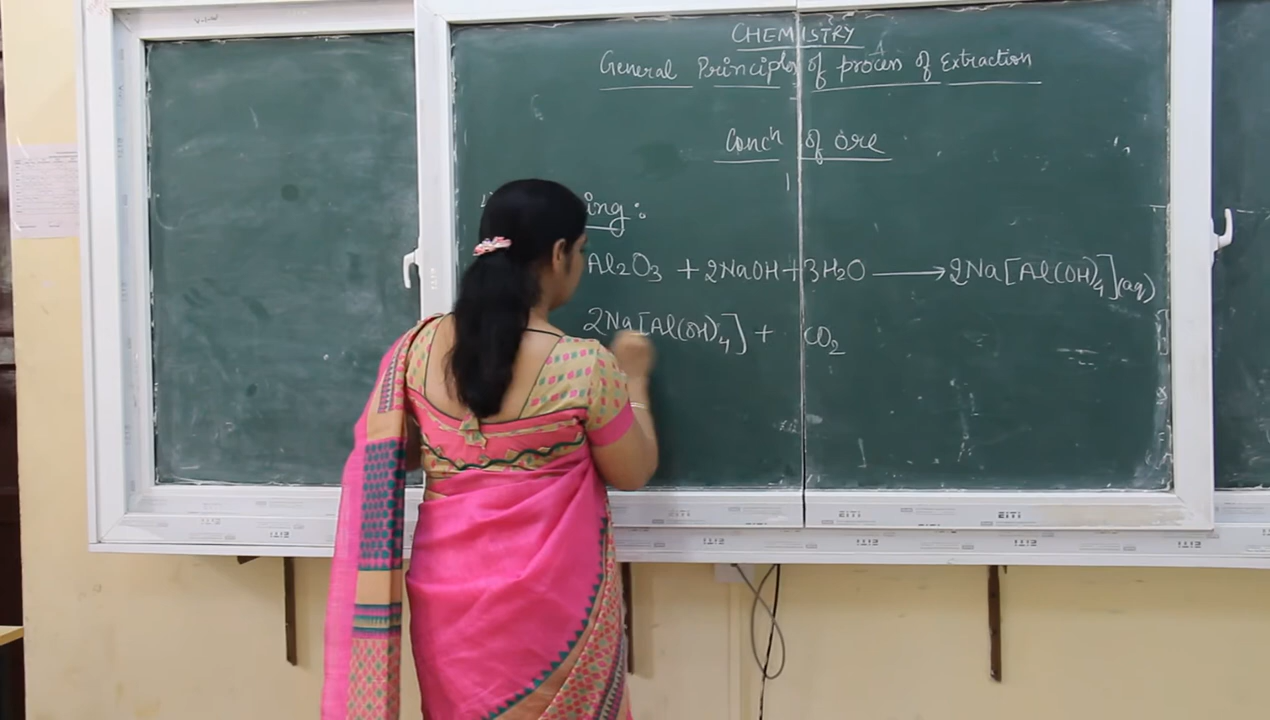 CHEMISTRY
General Principles of process of Extraction
Concⁿ of ore
ing:
Al₂O₃ + 2NaOH + 3H₂O ⟶ 2Na[Al(OH)₄](aq)
2Na[Al(OH)₄] + CO₂